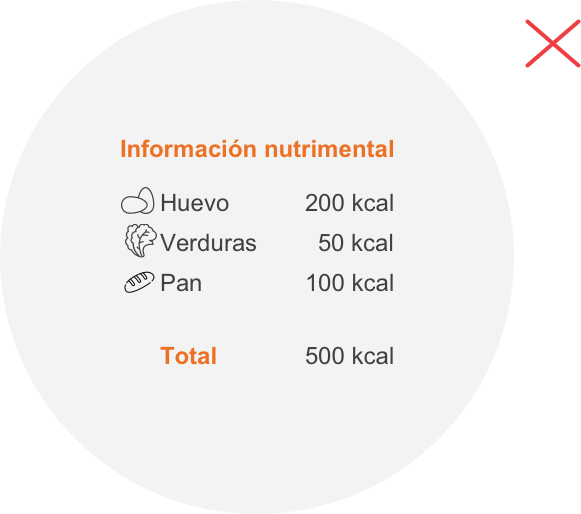 Información nutrimental
Huevo 200 kcal
Verduras 50 kcal
Pan 100 kcal
Total 500 kcal